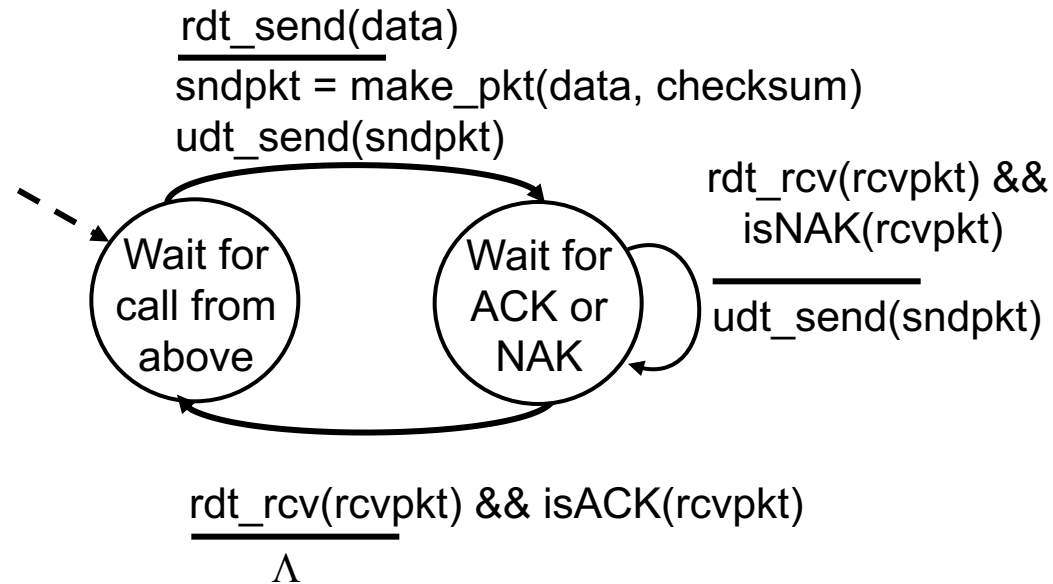 rdt_send(data)
sndpkt = make_pkt(data, checksum)
udt_send(sndpkt)
Wait for
call from
above
Wait for
ACK or
NAK
rdt_rcv(rcvpkt) &&
isNAK(rcvpkt)
udt_send(sndpkt)
rdt_rcv(rcvpkt) && isACK(rcvpkt)
Λ